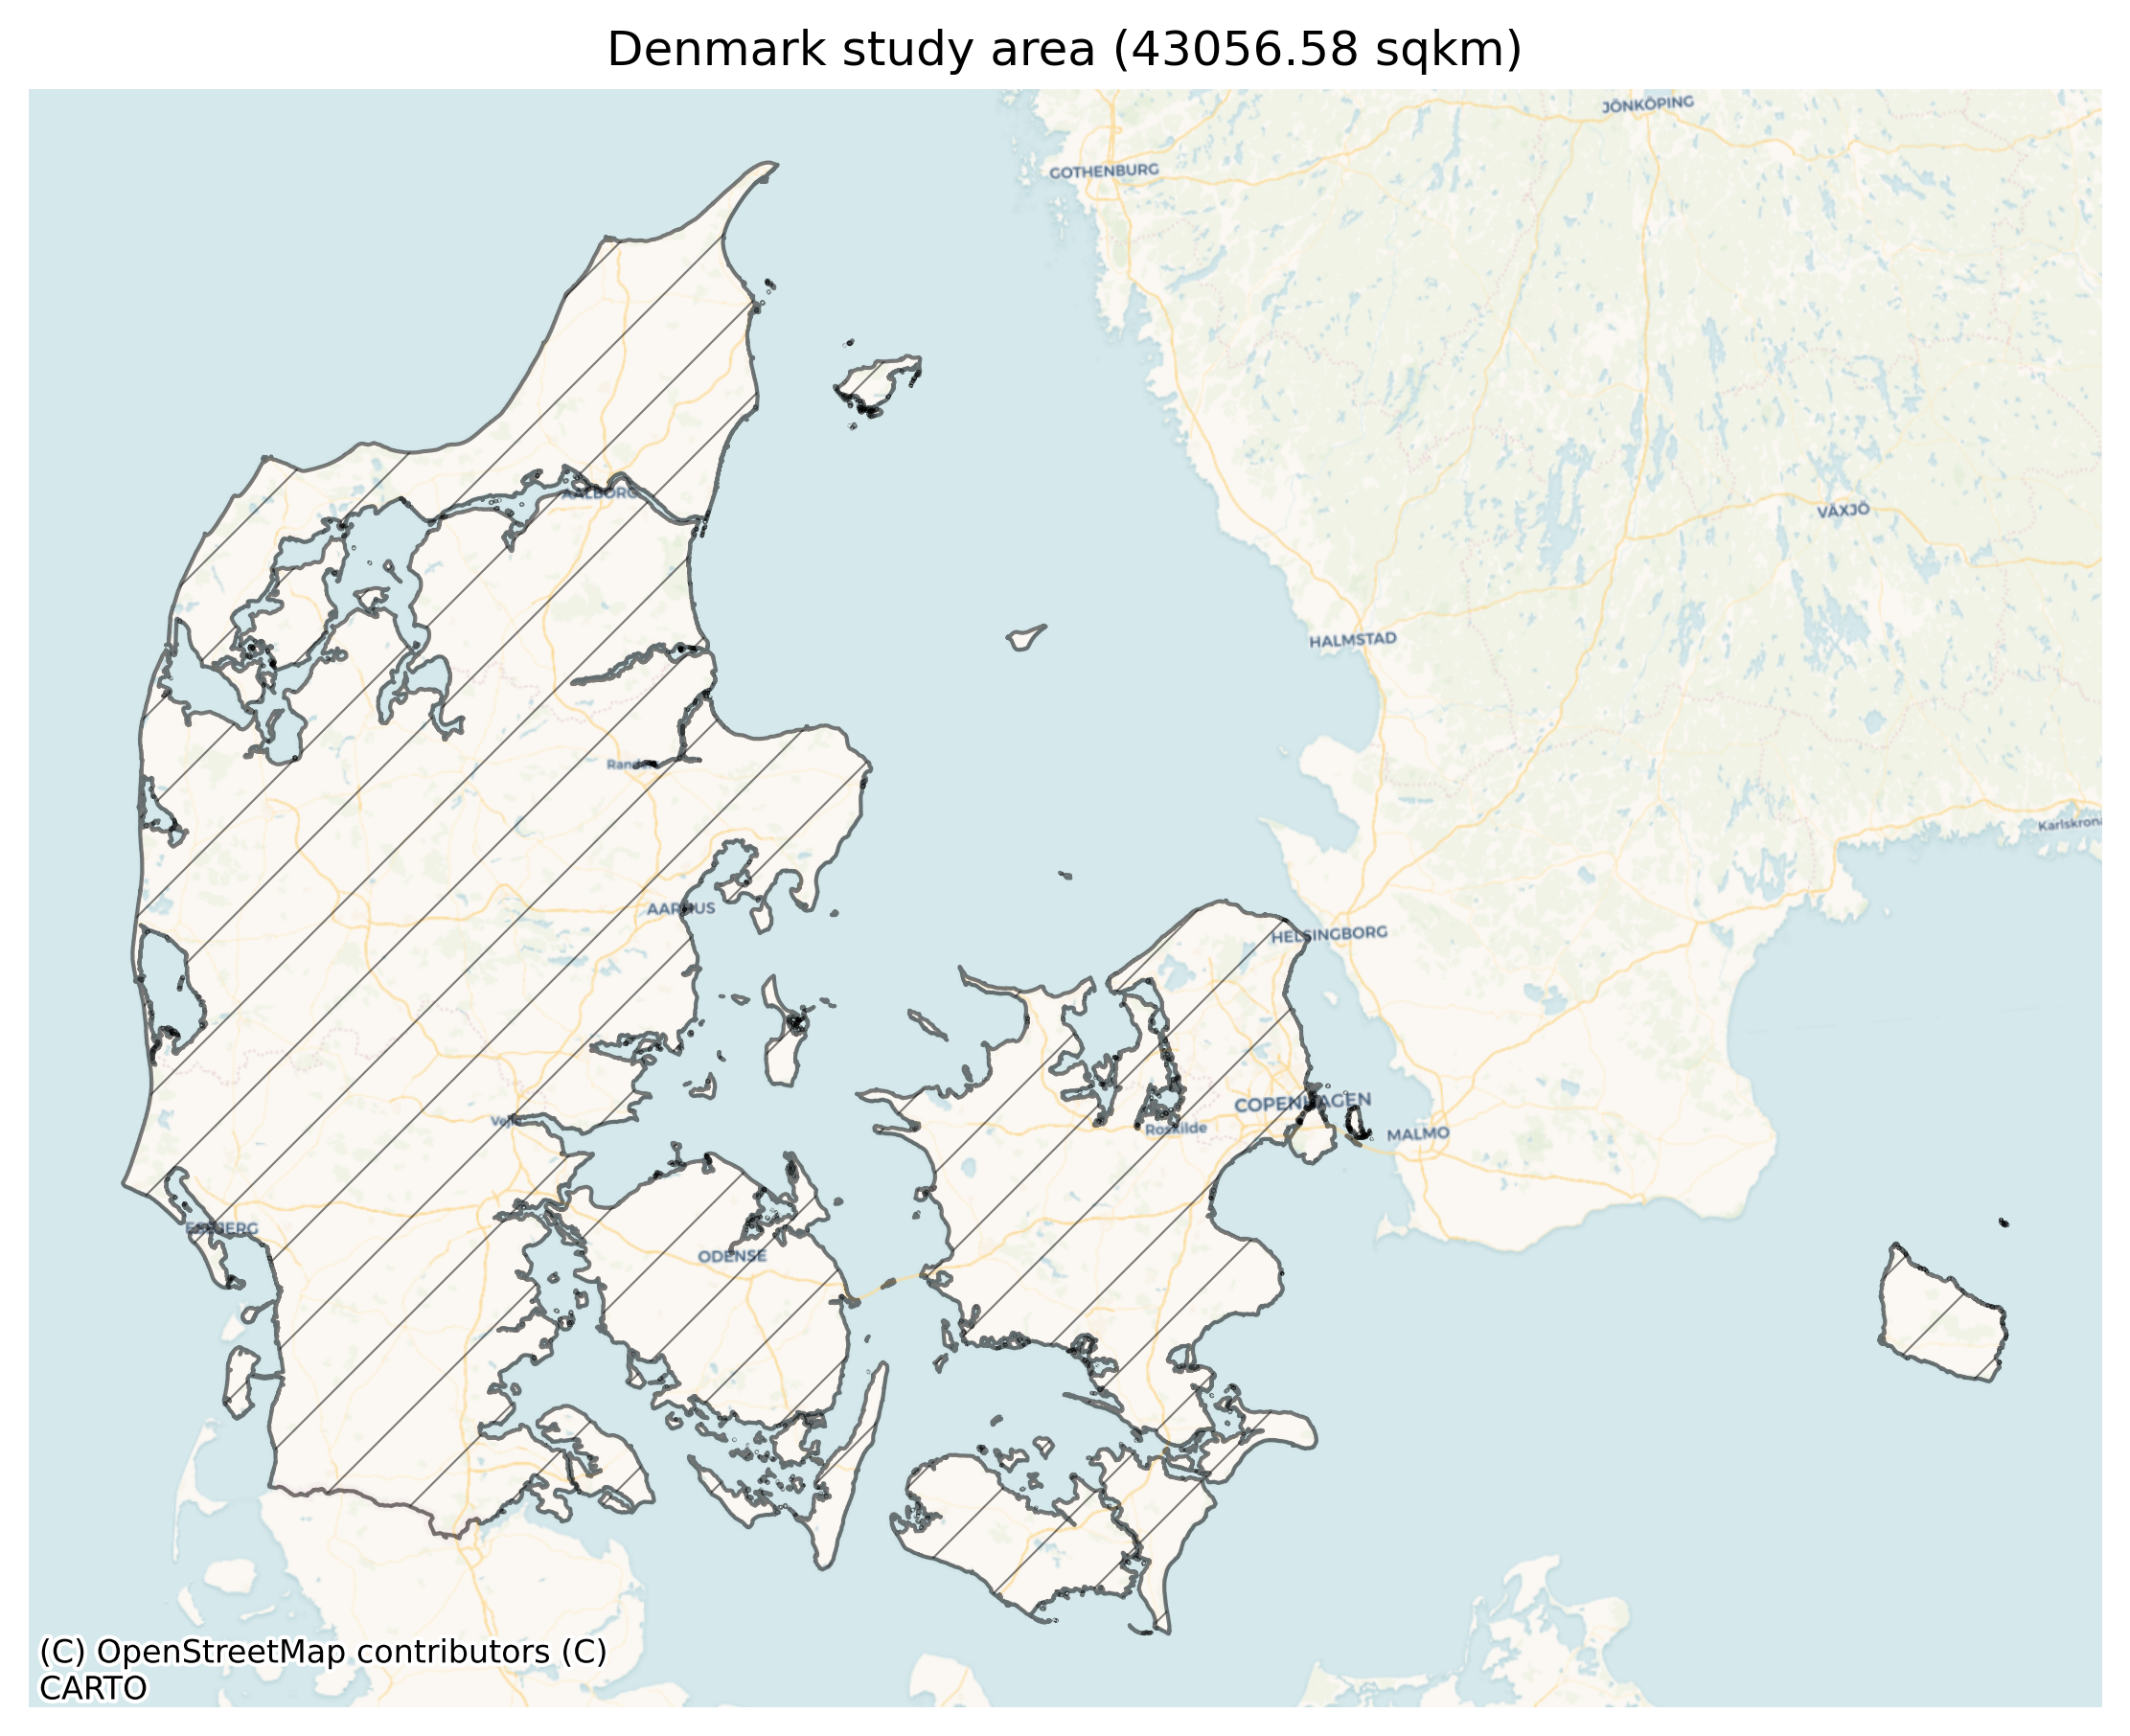 Denmark study area (43056.58 sqkm)
JÖNKÖPING
GOTHENBURG
AALBORG
VÄXJÖ
HALMSTAD
Randers
Karlskrona
AARHUS
HELSINGBORG
COPENHAGEN
Vejle
Roskilde
MALMO
ESBJERG
ODENSE
(C) OpenStreetMap contributors (C)
CARTO